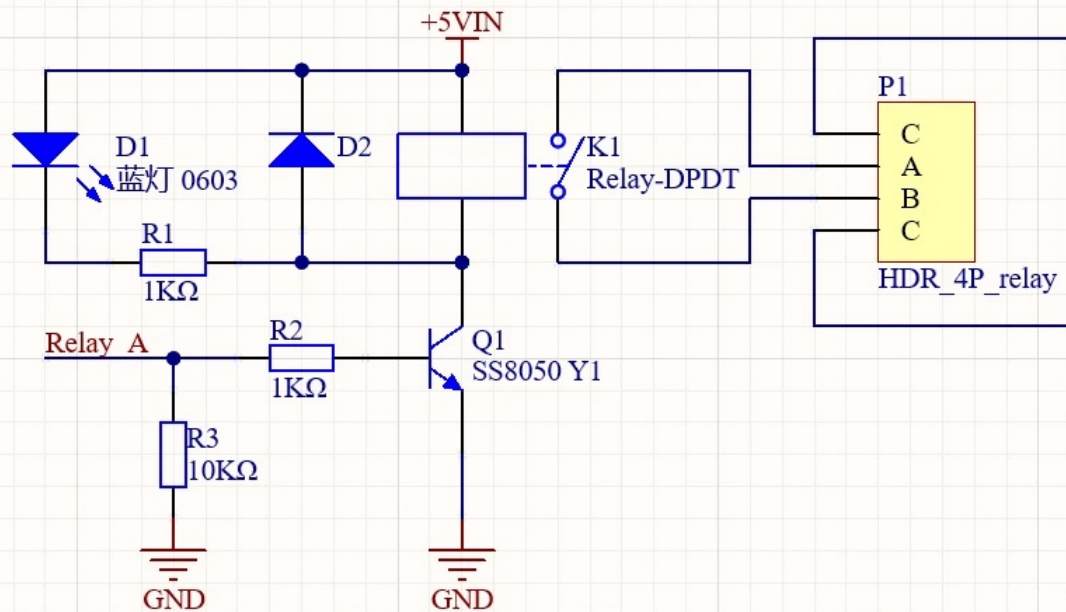 +5VIN
P1
D1
蓝灯 0603
D2
K1
Relay-DPDT
C
A
B
C
R1
1KΩ
HDR_4P_relay
Relay A
R2
1KΩ
Q1
SS8050 Y1
R3
10KΩ
GND
GND